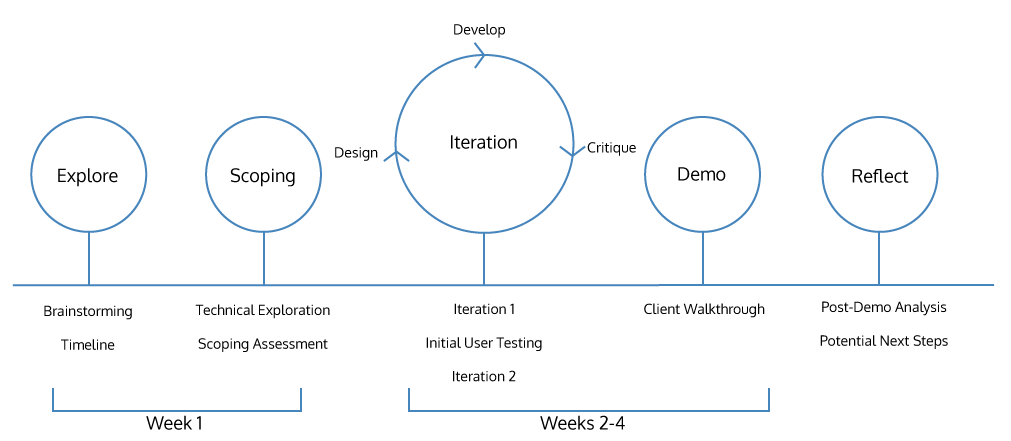 Develop
Iteration
Design
Critique
Explore
Scoping
Demo
Reflect
Brainstorming
Timeline
Technical Exploration
Scoping Assessment
Iteration 1
Initial User Testing
Iteration 2
Client Walkthrough
Post-Demo Analysis
Potential Next Steps
Week 1
Weeks 2-4